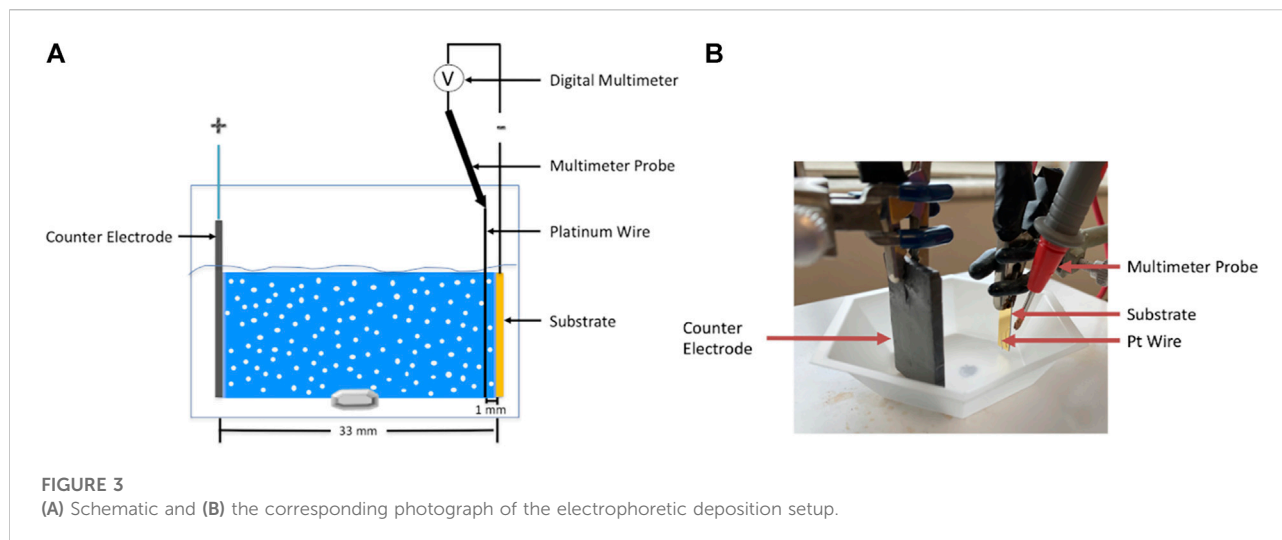 A
B
V
Digital Multimeter
+
-
Multimeter Probe
Counter Electrode
Platinum Wire
Substrate
1 mm
33 mm
Multimeter Probe
Substrate
Counter
Electrode
Pt Wire
FIGURE 3
(A) Schematic and (B) the corresponding photograph of the electrophoretic deposition setup.